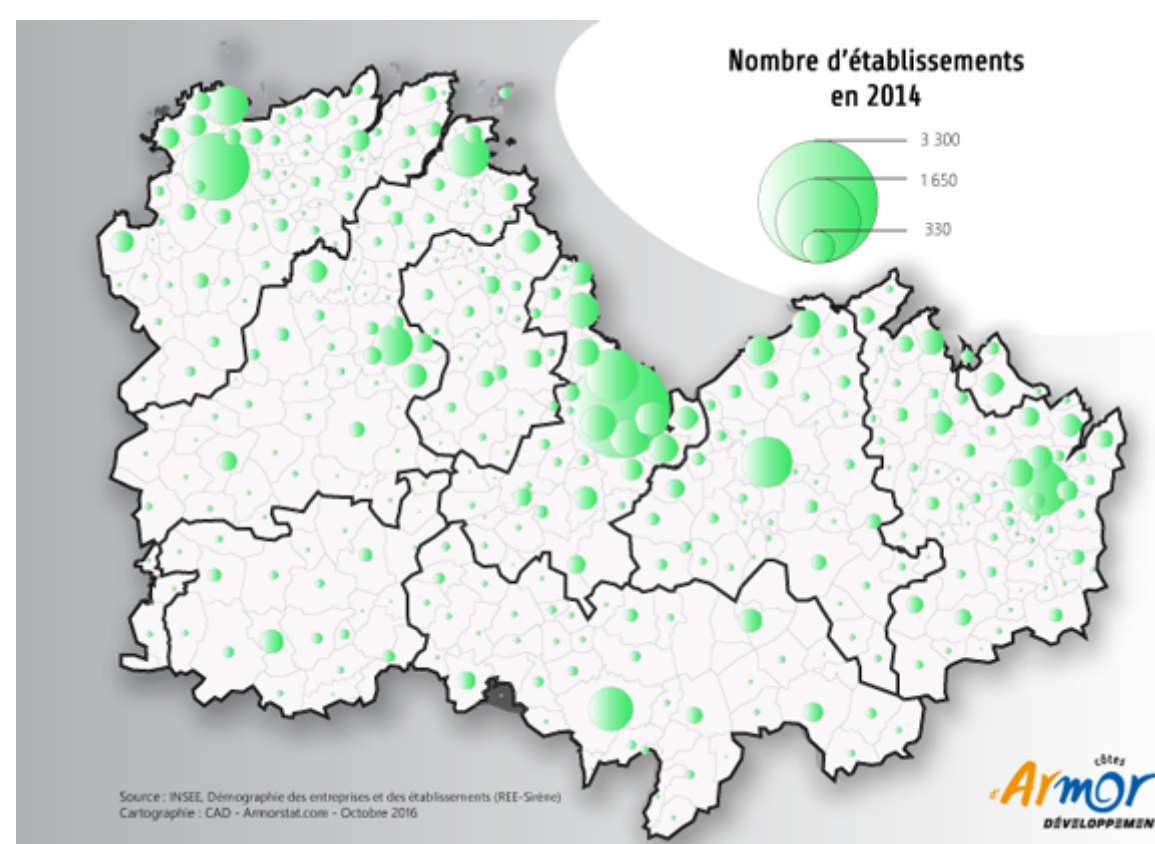 Nombre d'établissements
en 2014
3 300
1 650
330
Source : INSEE, Démographie des entreprises et des établissements (REE-Sirène)
Cartographie : CAD - Armorstat.com - Octobre 2016
côtes
d'Armor
DÉVELOPPEMEN